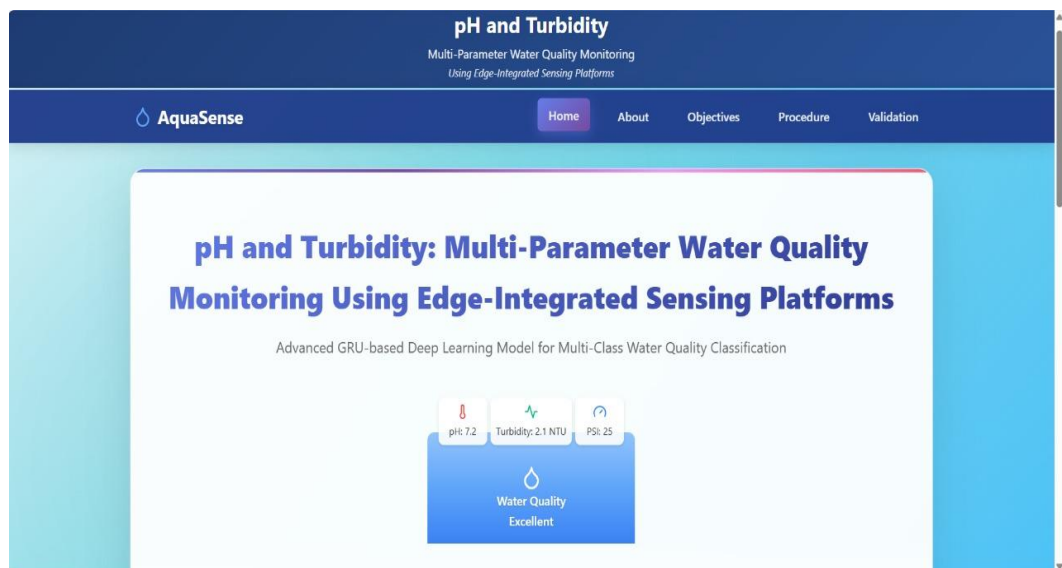 pH and Turbidity
Multi-Parameter Water Quality Monitoring
Using Edge-Integrated Sensing Platforms
AquaSense
Home
About
Objectives
Procedure
Validation
pH and Turbidity: Multi-Parameter Water Quality
Monitoring Using Edge-Integrated Sensing Platforms
Advanced GRU-based Deep Learning Model for Multi-Class Water Quality Classification
pH: 7.2
Turbidity: 2.1 NTU
PSI: 25
Water Quality
Excellent